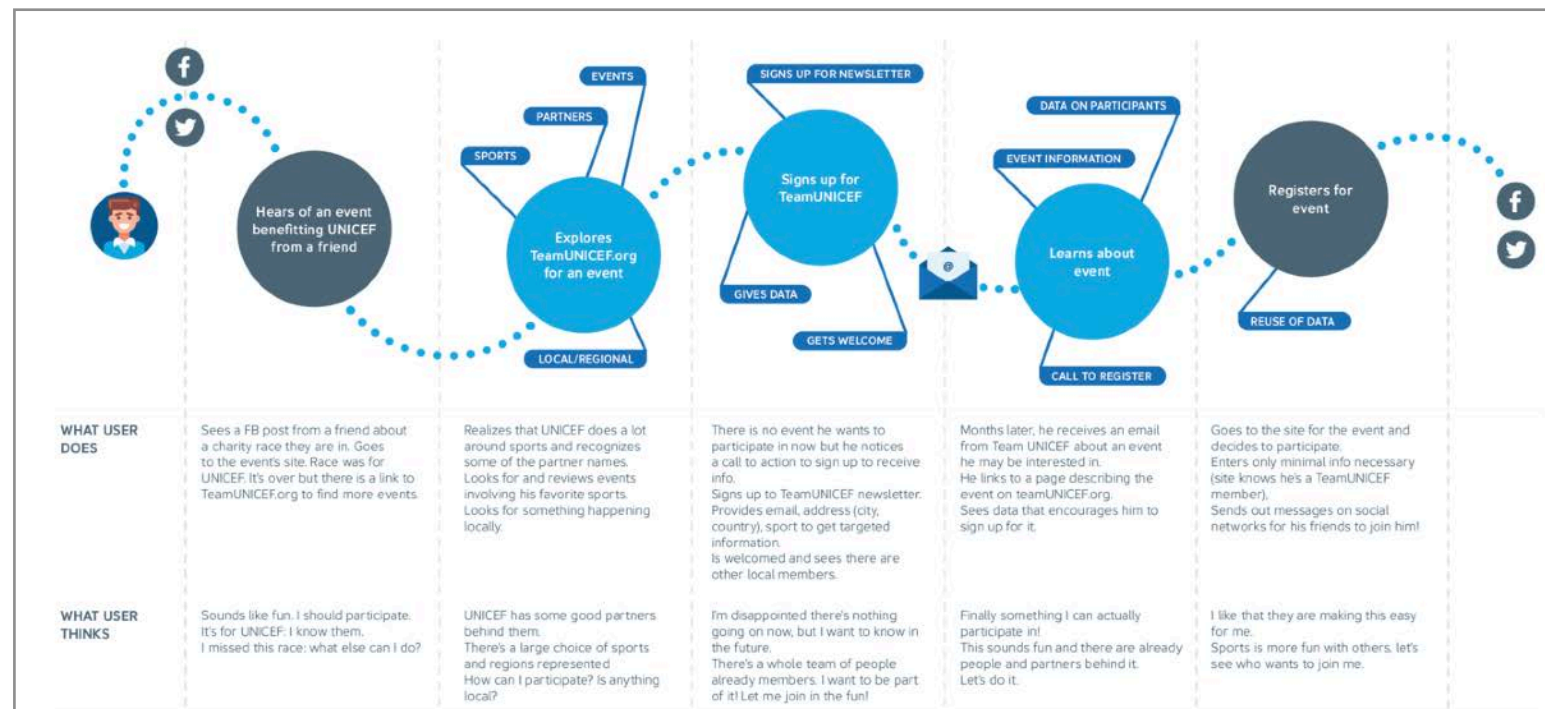 EVENTS
SIGNS UP FOR NEWSLETTER
DATA ON PARTICIPANTS
PARTNERS
SPORTS
EVENT INFORMATION
Hears of an event
benefitting UNICEF
from a friend
Explores
TeamUNICEF.org
for an event
Signs up for
TeamUNICEF
@
Learns about
event
Registers for
event
LOCAL/REGIONAL
GIVES DATA
GETS WELCOME
CALL TO REGISTER
REUSE OF DATA
WHAT USER
DOES
Sees a FB post from a friend about
a charity race they are in. Goes
to the event's site. Race was for
UNICEF. It's over but there is a link to
TeamUNICEF.org to find more events.
Realizes that UNICEF does a lot
around sports and recognizes
some of the partner names.
Looks for and reviews events
involving his favorite sports.
Looks for something happening
locally.
There is no event he wants to
participate in now but he notices
a call to action to sign up to receive
info.
Signs up to TeamUNICEF newsletter.
Provides email, address (city,
country), sport to get targeted
information.
Is welcomed and sees there are
other local members.
Months later, he receives an email
from Team UNICEF about an event
he may be interested in.
He links to a page describing the
event on teamUNICEF.org.
Sees data that encourages him to
sign up for it.
Goes to the site for the event and
decides to participate.
Enters only minimal info necessary
(site knows he's a TeamUNICEF
member).
Sends out messages on social
networks for his friends to join him!
WHAT USER
THINKS
Sounds like fun. I should participate.
It's for UNICEF: I know them.
I missed this race: what else can I do?
UNICEF has some good partners
behind them.
There's a large choice of sports
and regions represented
How can I participate? Is anything
local?
I'm disappointed there's nothing
going on now, but I want to know in
the future.
There's a whole team of people
already members. I want to be part
of it! Let me join in the fun!
Finally something I can actually
participate in!
This sounds fun and there are already
people and partners behind it.
Let's do it.
I like that they are making this easy
for me.
Sports is more fun with others, let's
see who wants to join me.